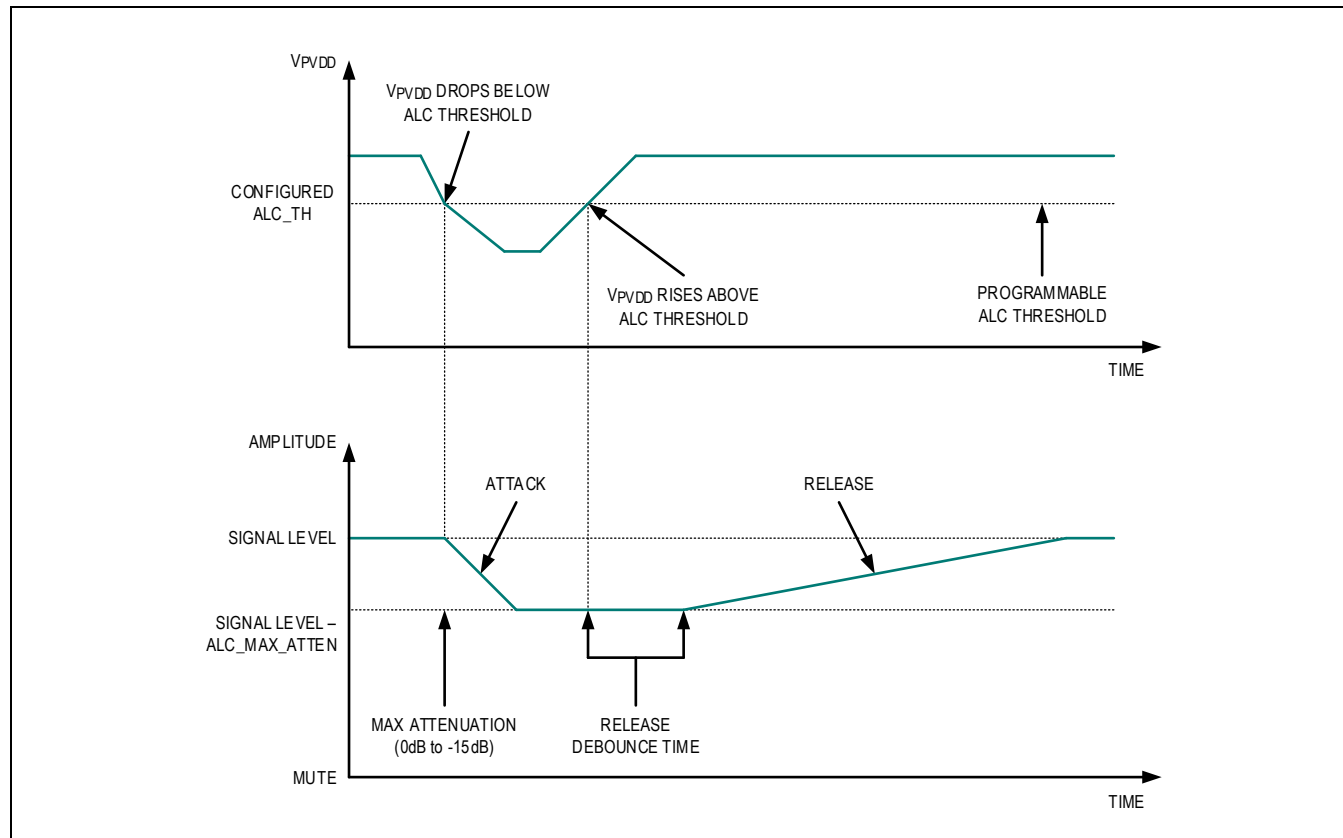 VPVDD
VPVDD DROPS BELOW
ALC THRESHOLD
CONFIGURED
ALC_TH
VPVDD RISES ABOVE
ALC THRESHOLD
PROGRAMMABLE
ALC THRESHOLD
TIME
AMPLITUDE
ATTACK
RELEASE
SIGNAL LEVEL
SIGNAL LEVEL –
ALC_MAX_ATTEN
MAX ATTENUATION
(0dB to -15dB)
RELEASE
DEBOUNCE TIME
MUTE
TIME